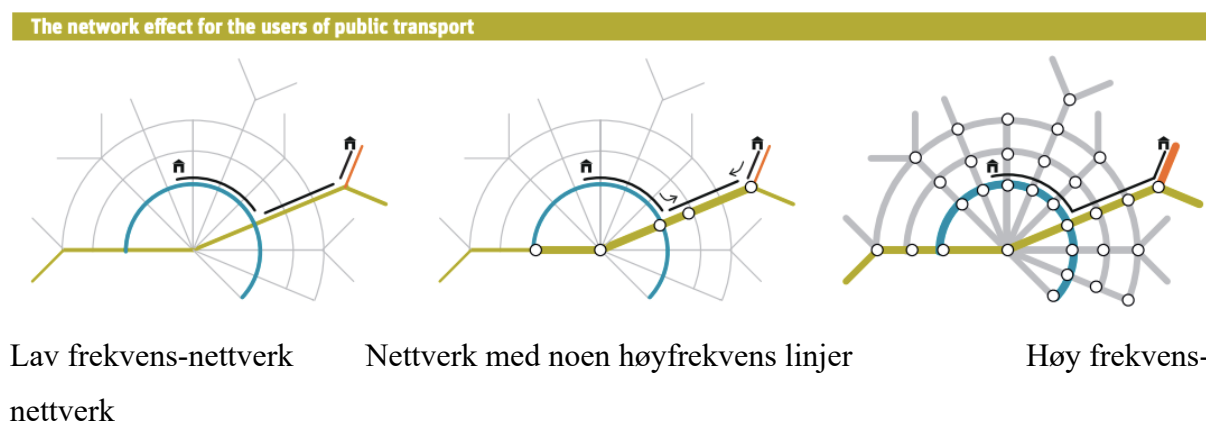 The network effect for the users of public transport
Lav frekvens-nettverk Nettverk med noen høyfrekvens linjer Høy frekvens-
nettverk